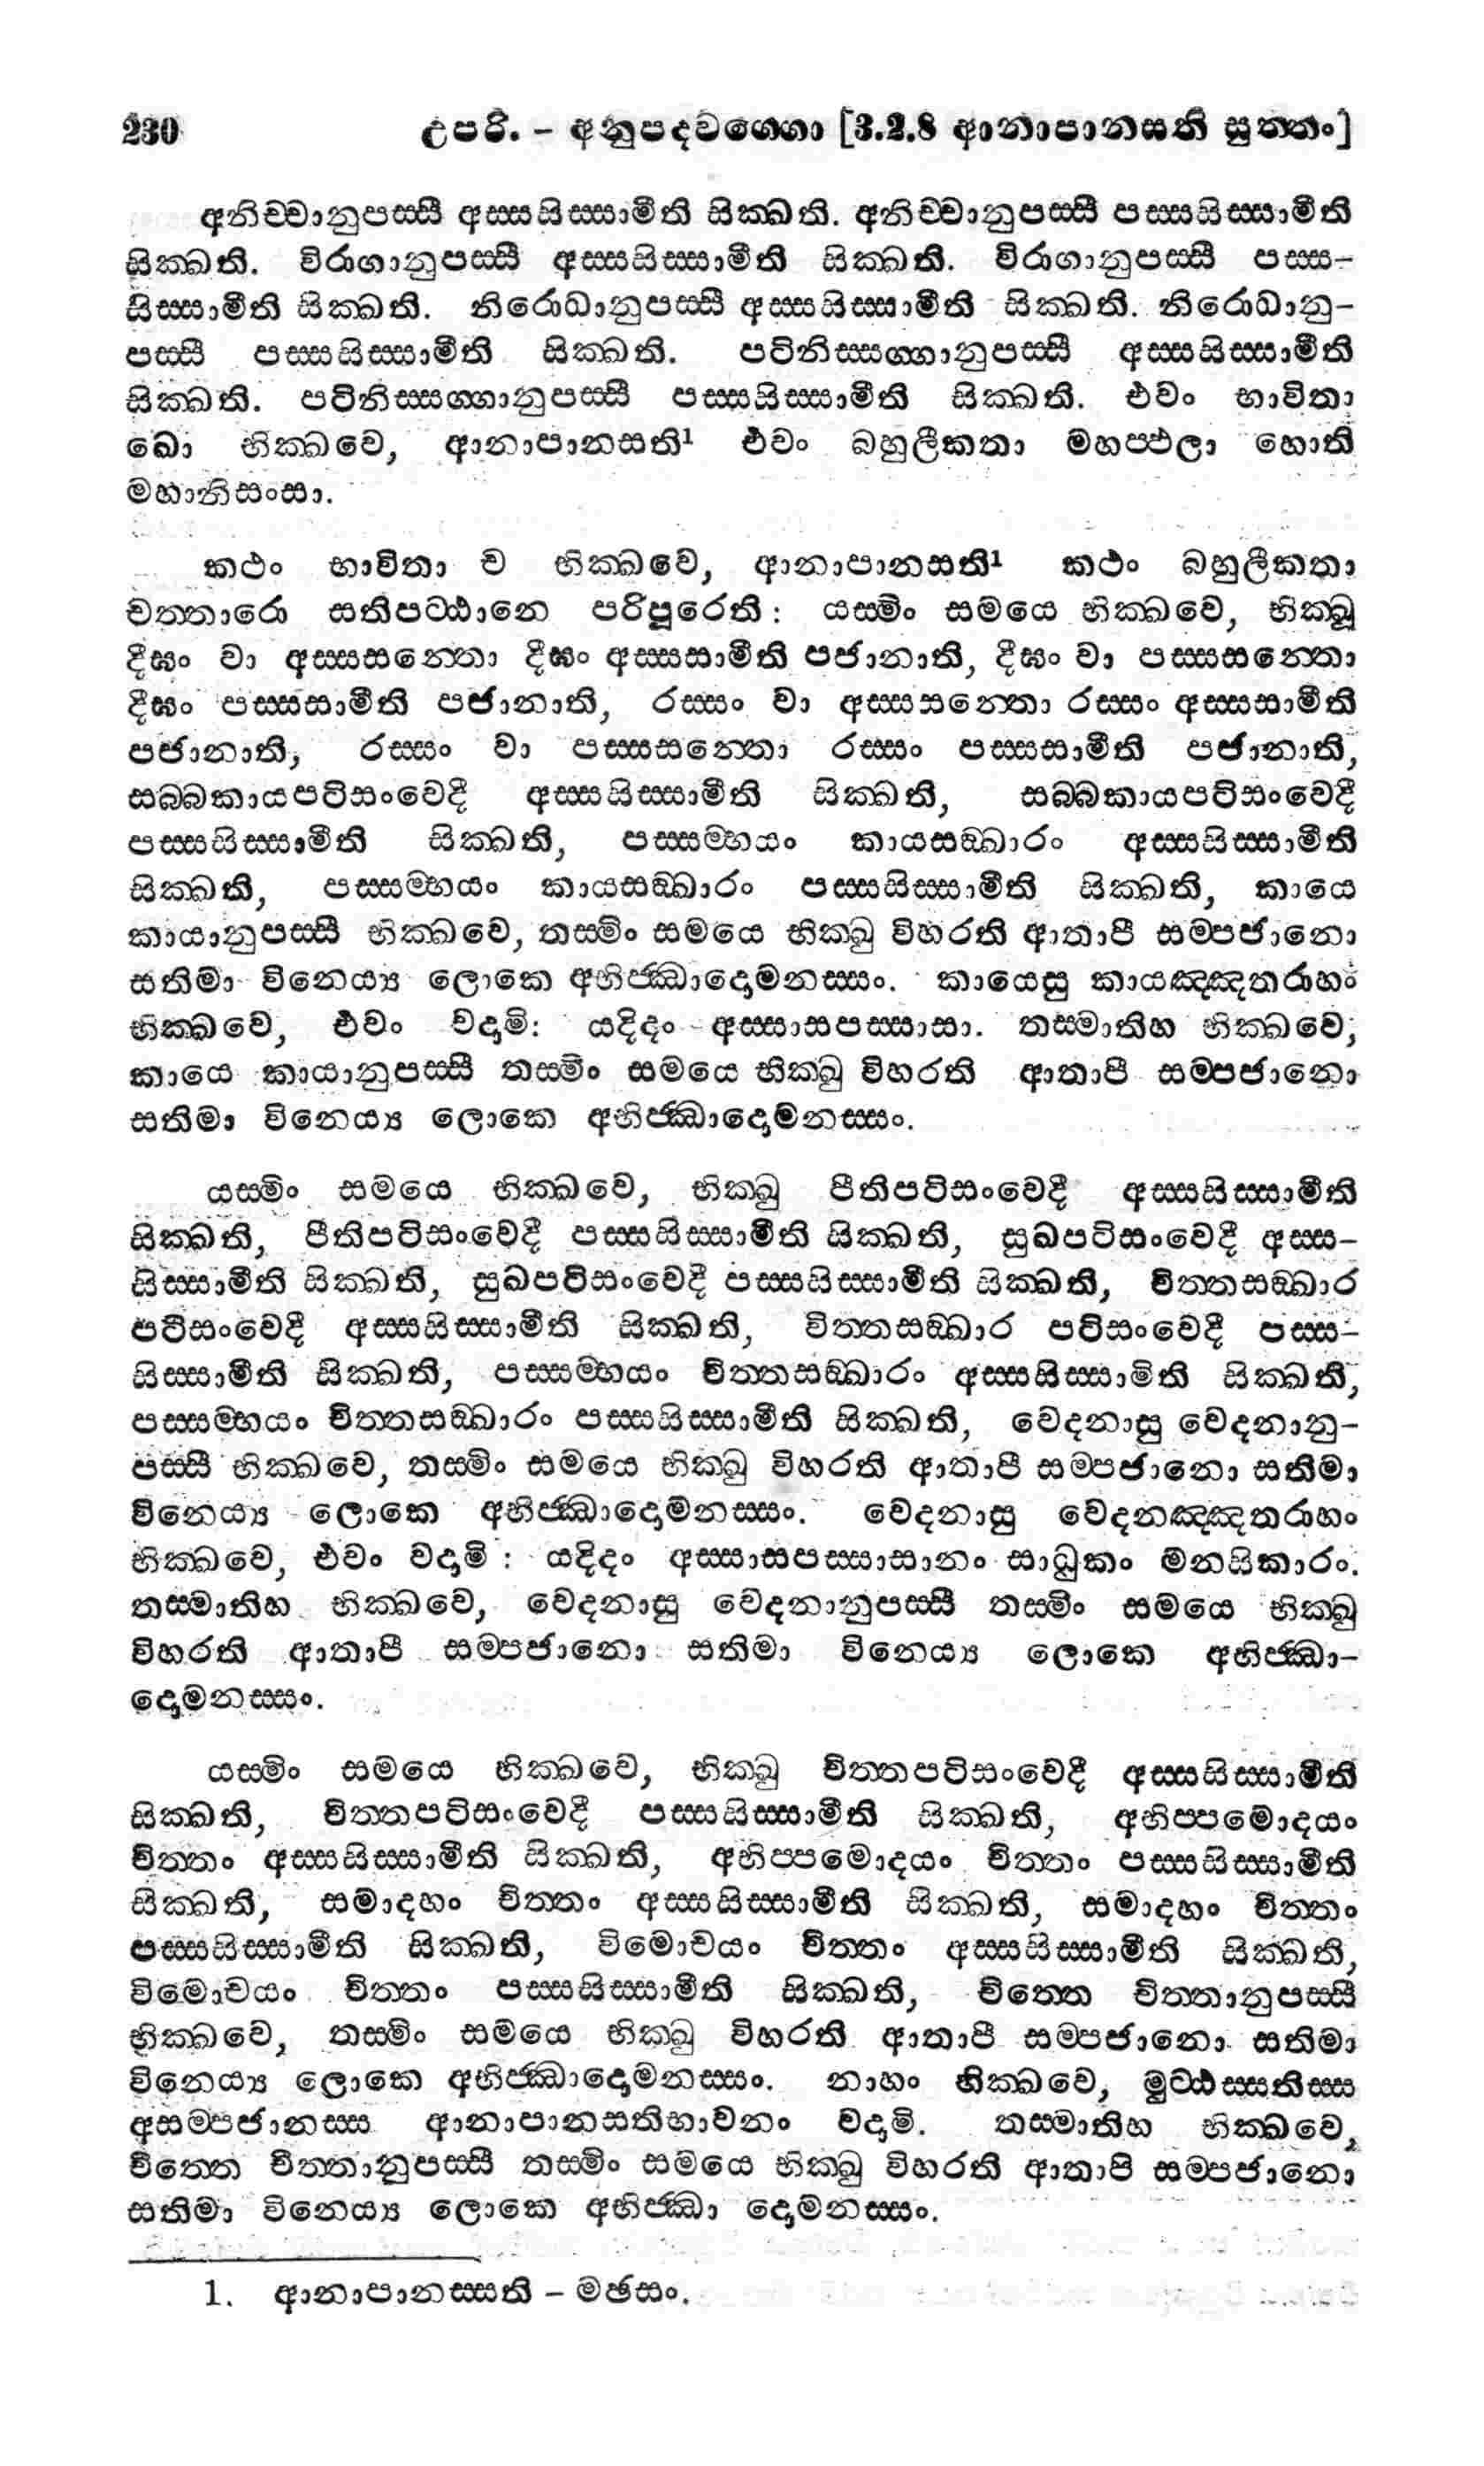 230 උපරි. – අනුපදවග්ගො [3.2.8 ආනාපානසති සුත්තං]
අනිච්චානුපස්සී අස්සසිස්සාමීති සික්ඛති. අනිච්චානුපස්සී පස්සසිස්සාමීති
සික්ඛති. විරාගානුපස්සී අස්සසිස්සාමීති සික්ඛති. විරාගානුපස්සී පස්ස-
සිස්සාමීති සික්ඛති. නිරොධානුපස්සී අස්සසිස්සාමීති සික්ඛති. නිරොධානු-
පස්සී පස්සසිස්සාමීති සික්ඛති. පටිනිස්සග්ගානුපස්සී අස්සසිස්සාමීති
සික්ඛති. පටිනිස්සග්ගානුපස්සී පස්සසිස්සාමීති සික්ඛති. එවං භාවිතා
ඛො භික්ඛවෙ, ආනාපානසති¹ එවං බහුලීකතා මහප්ඵලා හොති
මහානිසංසා.
කථං භාවිතා ච භික්ඛවෙ, ආනාපානසති¹ කථං බහුලීකතා
චත්තාරො සතිපට්ඨානෙ පරිපූරෙති: යස්මිං සමයෙ භික්ඛවෙ, භික්ඛූ
දීඝං වා අස්සසන්තො දීඝං අස්සසාමීති පජානාති, දීඝං වා පස්සසන්තො
දීඝං පස්සසාමීති පජානාති, රස්සං වා අස්සසන්තො රස්සං අස්සසාමීති
පජානාති, රස්සං වා පස්සසන්තො රස්සං පස්සසාමීති පජානාති,
සබ්බකායපටිසංවෙදී අස්සසිස්සාමීති සික්ඛති, සබ්බකායපටිසංවෙදී
පස්සසිස්සාමීති සික්ඛති, පස්සම්භයං කායසඞ්ඛාරං අස්සසිස්සාමීති
සික්ඛති, පස්සම්භයං කායසඞ්ඛාරං පස්සසිස්සාමීති සික්ඛති, කායෙ
කායානුපස්සී භික්ඛවෙ, තස්මිං සමයෙ භික්ඛු විහරති ආතාපී සම්පජානො
සතිමා විනෙය්‍ය ලොකෙ අභිජ්ඣාදොමනස්සං. කායෙසු කායඤ්ඤතරාහං
භික්ඛවෙ, එවං වදාමි: යදිදං අස්සාසපස්සාසා. තස්මාතිහ භික්ඛවෙ,
කායෙ කායානුපස්සී තස්මිං සමයෙ භික්ඛු විහරති ආතාපී සම්පජානො
සතිමා විනෙය්‍ය ලොකෙ අභිජ්ඣාදොමනස්සං.
යස්මිං සමයෙ භික්ඛවෙ, භික්ඛු පීතිපටිසංවෙදී අස්සසිස්සාමීති
සික්ඛති, පීතිපටිසංවෙදී පස්සසිස්සාමීති සික්ඛති, සුඛපටිසංවෙදී අස්ස-
සිස්සාමීති සික්ඛති, සුඛපටිසංවෙදී පස්සසිස්සාමීති සික්ඛති, චිත්තසඞ්ඛාර
පටිසංවෙදී අස්සසිස්සාමීති සික්ඛති, චිත්තසඞ්ඛාර පටිසංවෙදී පස්ස-
සිස්සාමීති සික්ඛති, පස්සම්භයං චිත්තසඞ්ඛාරං අස්සසිස්සාමිති සික්ඛති,
පස්සම්භයං චිත්තසඞ්ඛාරං පස්සසිස්සාමීති සික්ඛති, වෙදනාසු වෙදනානු-
පස්සී භික්ඛවෙ, තස්මිං සමයෙ භික්ඛු විහරති ආතාපී සම්පජානො සතිමා
විනෙය්‍ය ලොකෙ අභිජ්ඣාදොමනස්සං. වෙදනාසු වෙදනඤ්ඤතරාහං
භික්ඛවෙ, එවං වදාමි : යදිදං අස්සාසපස්සාසානං සාධුකං මනසිකාරං.
තස්මාතිහ භික්ඛවෙ, වෙදනාසු වෙදනානුපස්සී තස්මිං සමයෙ භික්ඛු
විහරති ආතාපී සම්පජානො සතිමා විනෙය්‍ය ලොකෙ අභිජ්ඣා-
දොමනස්සං.
යස්මිං සමයෙ භික්ඛවෙ, භික්ඛු චිත්තපටිසංවෙදී අස්සසිස්සාමීති
සික්ඛති, චිත්තපටිසංවෙදී පස්සසිස්සාමීති සික්ඛති, අභිප්පමොදයං
චිත්තං අස්සසිස්සාමීති සික්ඛති, අභිප්පමොදයං චිත්තං පස්සසිස්සාමීති
සික්ඛති, සමාදහං චිත්තං අස්සසිස්සාමීති සික්ඛති, සමාදහං චිත්තං
පස්සසිස්සාමීති සික්ඛති, විමොචයං චිත්තං අස්සසිස්සාමීති සික්ඛති,
විමොචයං චිත්තං පස්සසිස්සාමීති සික්ඛති, චිත්තෙ චිත්තානුපස්සී
භික්ඛවෙ, තස්මිං සමයෙ භික්ඛු විහරති ආතාපී සම්පජානො සතිමා
විනෙය්‍ය ලොකෙ අභිජ්ඣාදොමනස්සං. නාහං භික්ඛවෙ, මුට්ඨස්සතිස්ස
අසම්පජානස්ස ආනාපානසතිභාවනං වදාමි. තස්මාතිහ භික්ඛවෙ,
චිත්තෙ චිත්තානුපස්සී තස්මිං සමයෙ භික්ඛු විහරති ආතාපි සම්පජානො
සතිමා විනෙය්‍ය ලොකෙ අභිජ්ඣා දොමනස්සං.
1. ආනාපානස්සති – මඡසං.